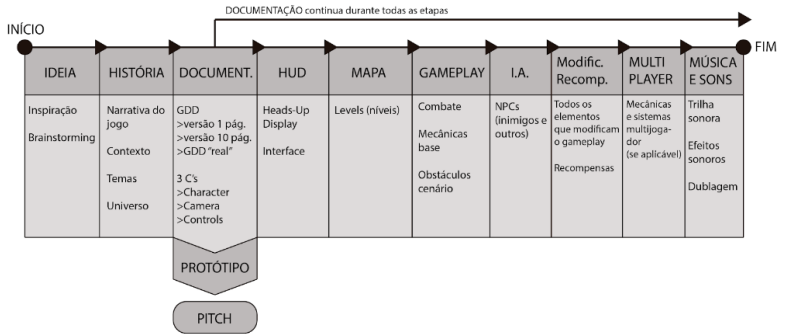 DOCUMENTAÇÃO continua durante todas as etapas
INÍCIO
FIM
IDEIA
Inspiração
Brainstorming
HISTÓRIA
Narrativa do
jogo
Contexto
Temas
Universo
DOCUMENT.
GDD
>versão 1 pág.
>versão 10 pág.
>GDD "real"
3 C's
>Character
>Camera
>Controls
PROTÓTIPO
PITCH
HUD
Heads-Up
Display
Interface
MAPA
Levels (níveis)
GAMEPLAY
Combate
Mecânicas
base
Obstáculos
cenário
I.A.
NPCs
(inimigos e
outros)
Modific.
Recomp.
Todos os
elementos
que modificam
o gameplay
Recompensas
MULTI
PLAYER
Mecânicas
e sistemas
multijoga-
dor
(se aplicável)
MÚSICA
E SONS
Trilha
sonora
Efeitos
sonoros
Dublagem